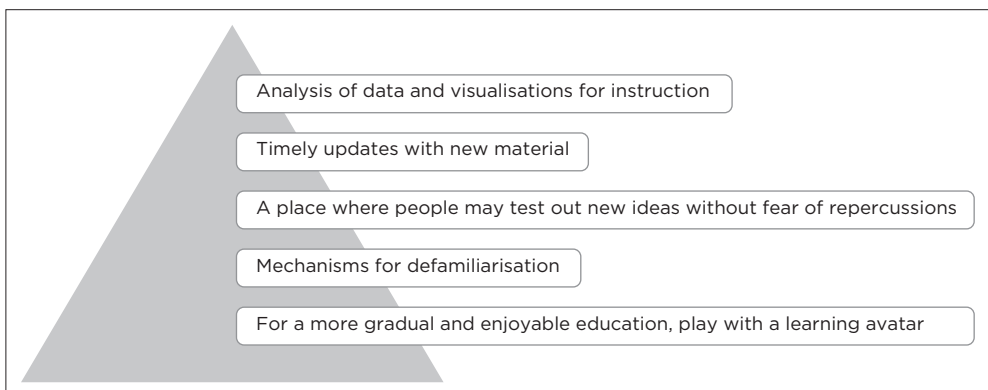 Analysis of data and visualisations for instruction
Timely updates with new material
A place where people may test out new ideas without fear of repercussions
Mechanisms for defamiliarisation
For a more gradual and enjoyable education, play with a learning avatar